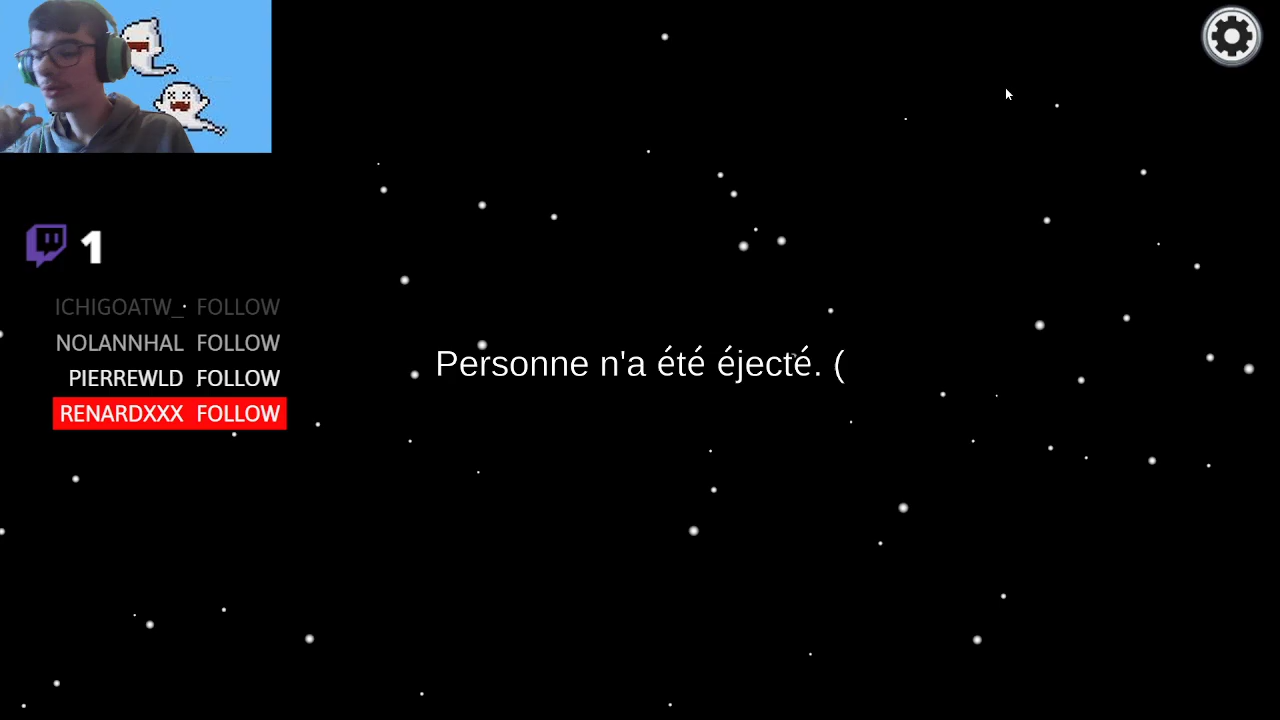 1
ICHIGOATW_ FOLLOW
NOLANNHAL FOLLOW
PIERREWLD FOLLOW
RENARDXXX FOLLOW
Personne n'a été éjecté. (